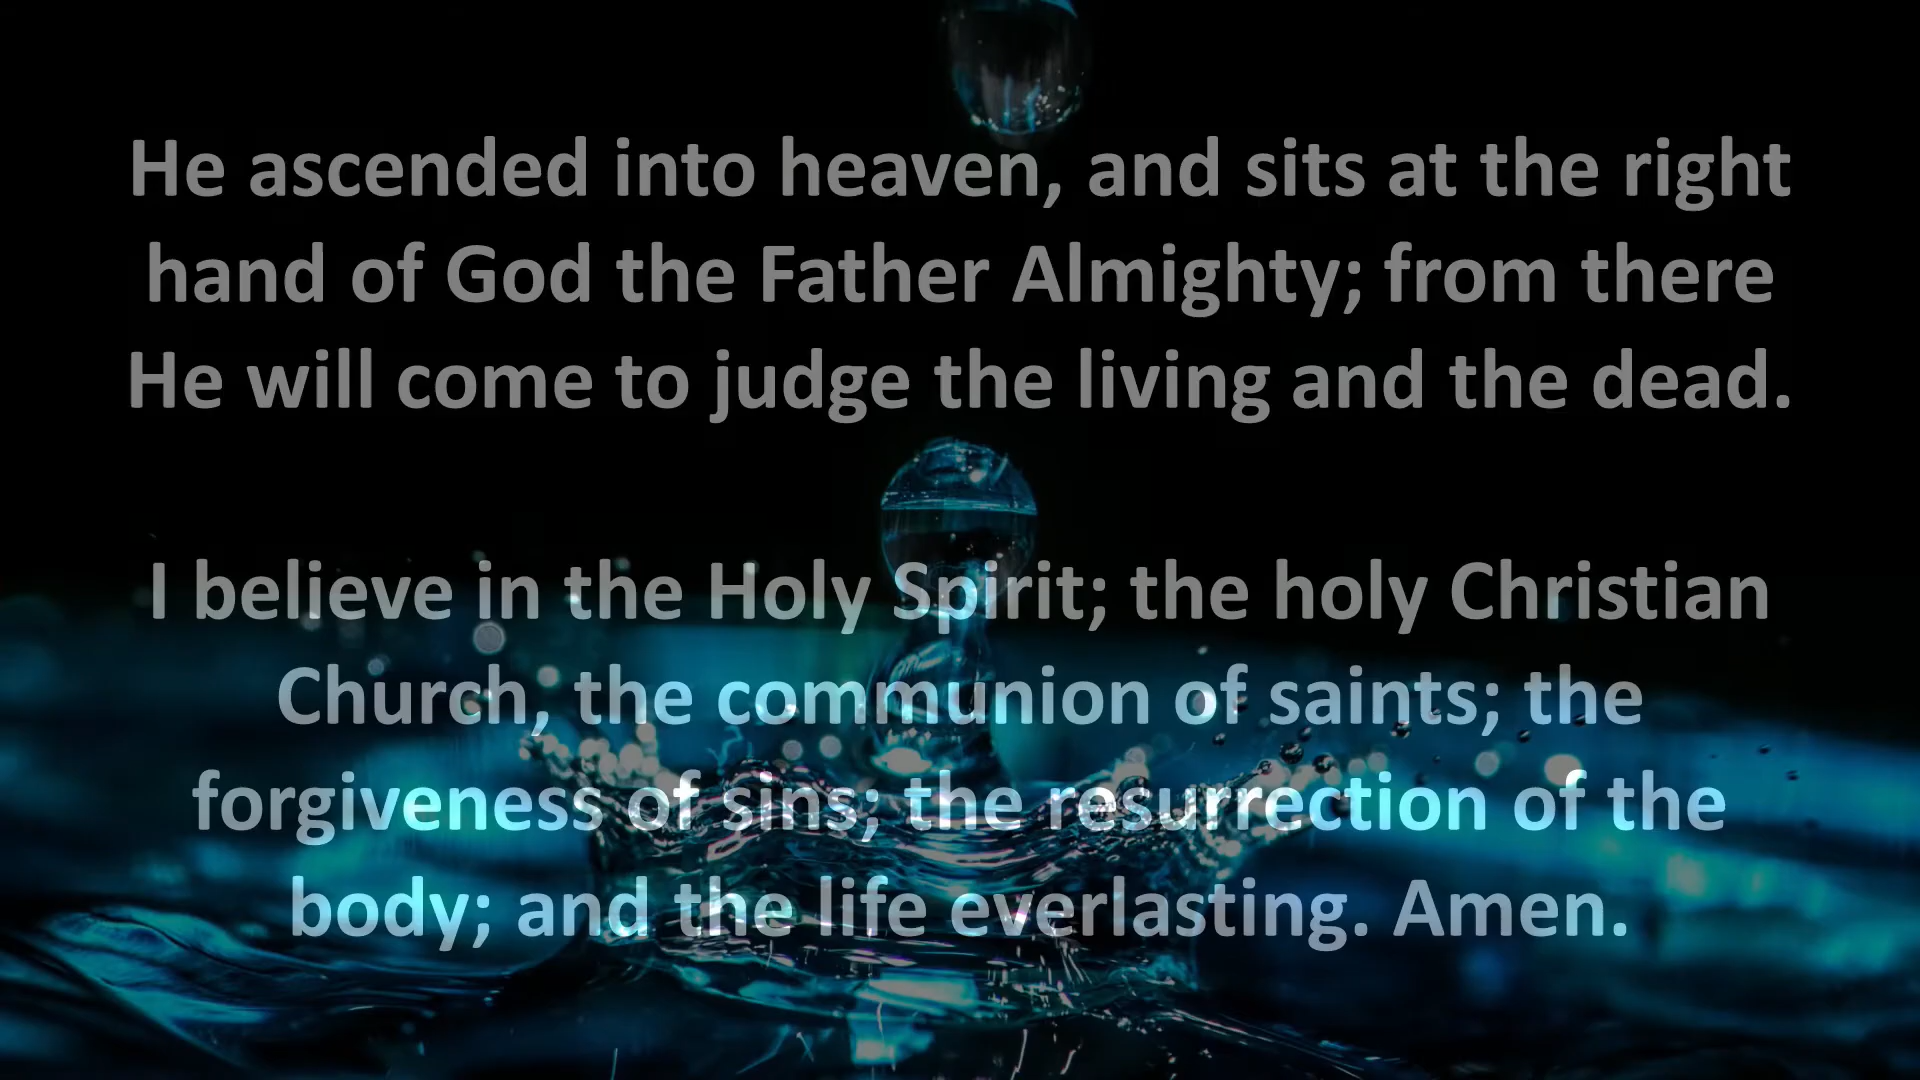 He ascended into heaven, and sits at the right
hand of God the Father Almighty; from there
He will come to judge the living and the dead.
I believe in the Holy Spirit; the holy Christian
Church, the communion of saints; the
forgiveness of sins; the resurrection of the
body; and the life everlasting. Amen.